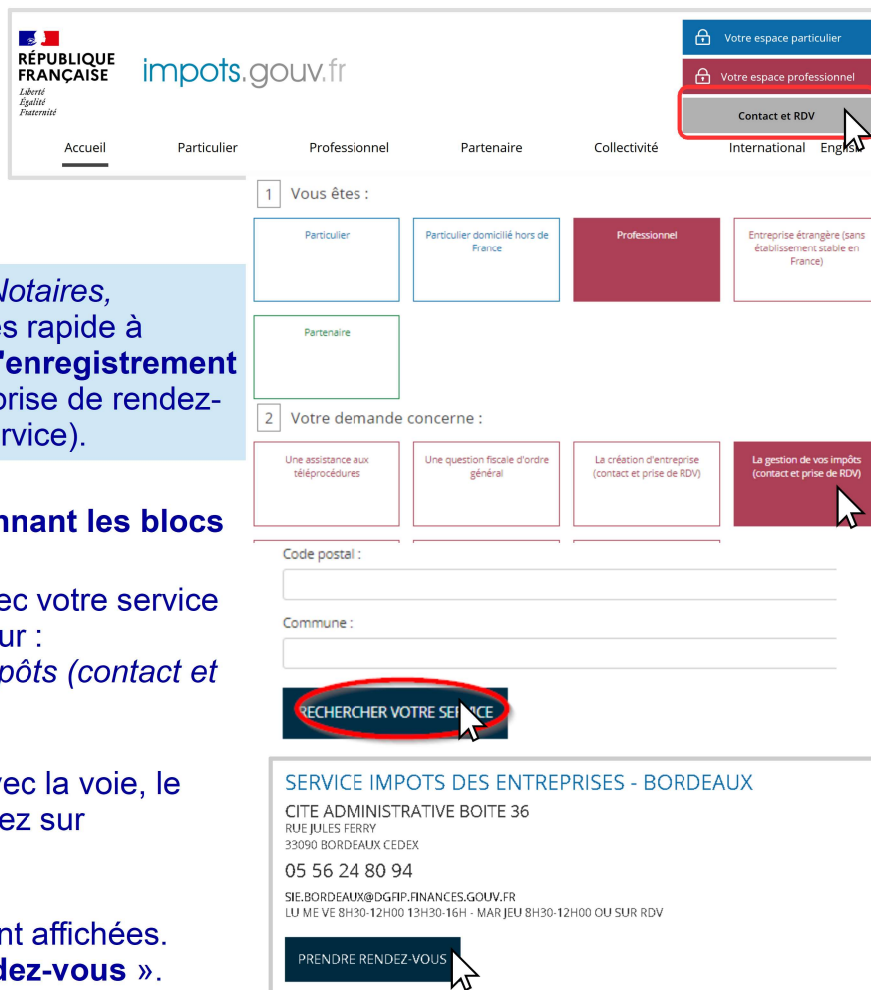 RÉPUBLIQUE
FRANÇAISE
Liberté
Égalité
Fraternité
impots.gouv.fr
Votre espace particulier
Votre espace professionnel
Contact et RDV
Accueil Particulier Professionnel Partenaire Collectivité International
1 Vous êtes :
Particulier
Particulier domicilié hors de
France
Professionnel
Entreprise étrangère (sans
établissement stable en
France)
Partenaire
Notaires,
rapide à
'enregistrement
prise de rendez-
2 Votre demande concerne :
Une assistance aux
téléprocédures
Une question fiscale d'ordre
général
La création d'entreprise
(contact et prise de RDV)
La gestion de vos impôts
(contact et prise de RDV)
les blocs
Code postal :
votre service
Commune :
(contact et
RECHERCHER VOTRE
avec la voie, le
sur
SERVICE IMPOTS DES ENTREPRISES - BORDEAUX
CITE ADMINISTRATIVE BOITE 36
RUE JULES FERRY
33090 BORDEAUX CEDEX
05 56 24 80 94
SIE.BORDEAUX@DGFIP.FINANCES.GOUV.FR
LU ME VE 8H30-12H00 13H30-16H - MAR JEU 8H30-12H00 OU SUR RDV
affichées.
PRENDRE RENDEZ-VOUS
dez-vous ».